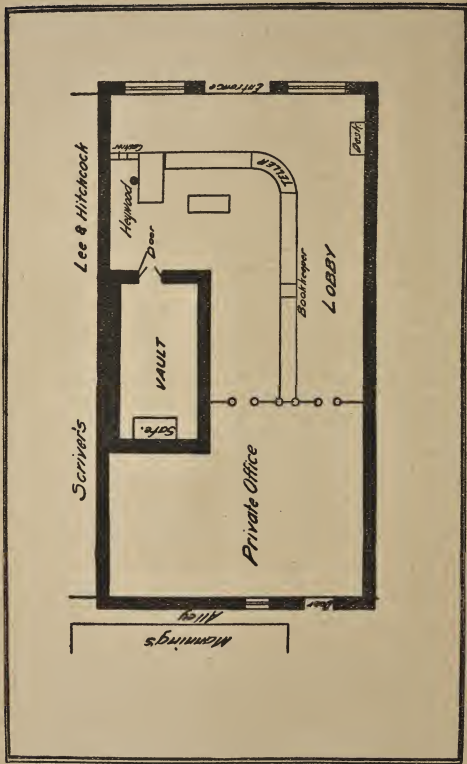 Lee & Hitchcock
Scriver's
Entrance
Cashier
Desk
Heywood
TELLER
Door
Bookkeeper
LOBBY
VAULT
Safe.
Private Office
Door
Alley
Manning's